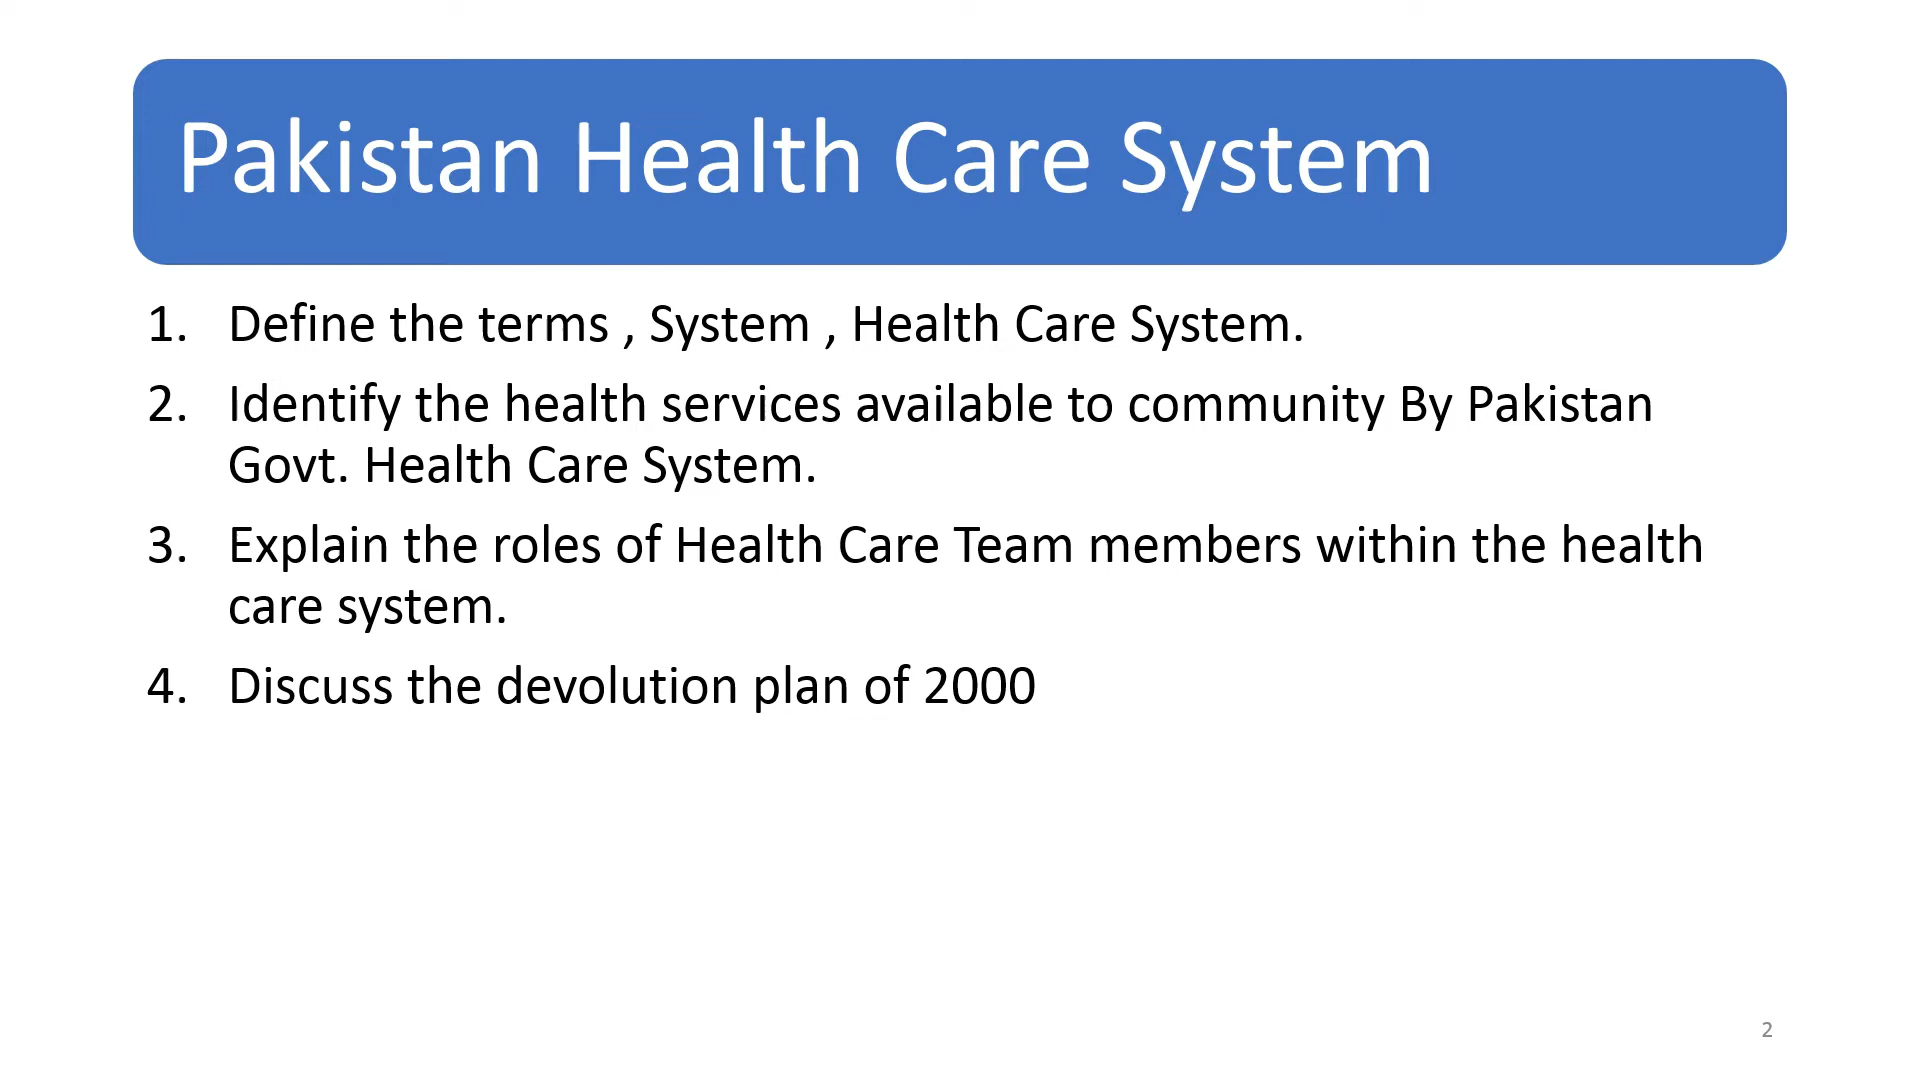 Pakistan Health Care System
1. Define the terms , System , Health Care System.
2. Identify the health services available to community By Pakistan
Govt. Health Care System.
3. Explain the roles of Health Care Team members within the health
care system.
4. Discuss the devolution plan of 2000
2